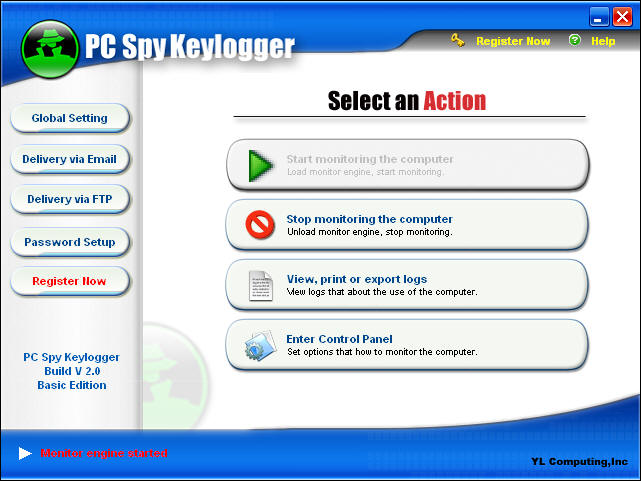 PC Spy Keylogger
Register Now
Help
Select an Action
Global Setting
Delivery via Email
Delivery via FTP
Password Setup
Register Now
Start monitoring the computer
Load monitor engine, start monitoring.
Stop monitoring the computer
Unload monitor engine, stop monitoring.
View, print or export logs
View logs that about the use of the computer.
Enter Control Panel
Set options that how to monitor the computer.
PC Spy Keylogger
Build V 2.0
Basic Edition
Monitor engine started
YL Computing,Inc